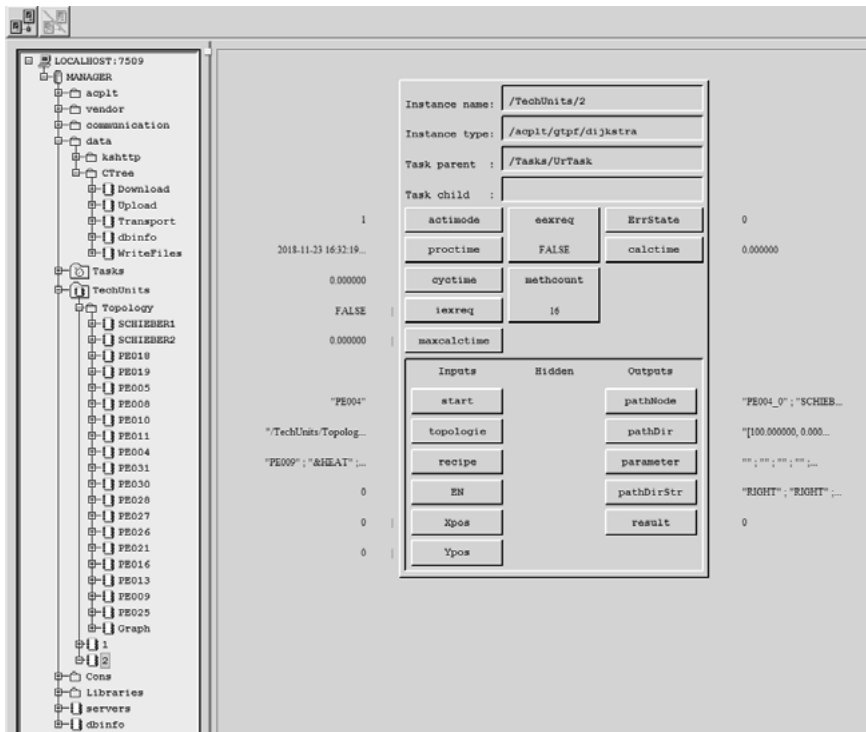 LOCALHOST:7509
MANAGER
acplt
vendor
communication
data
kshttp
CTree
Download
Upload
Transport
dbinfo
WriteFiles
Tasks
TechUnits
Topology
SCHIEBER1
SCHIEBER2
PE018
PE019
PE005
PE008
PE010
PE011
PE004
PE031
PE030
PE028
PE027
PE026
PE021
PE016
PE013
PE009
PE025
Graph
1
2
Cons
Libraries
servers
dbinfo
Instance name: /TechUnits/2
Instance type: /acplt/gtpf/dijkstra
Task parent : /Tasks/UrTask
Task child :
1 actimode eexreq ErrState 0
2018-11-23 16:32:19... proctime FALSE calctime 0.000000
0.000000 cyctime methcount
FALSE iexreq 16
0.000000 maxcalctime
Inputs Hidden Outputs
"PE004" start pathNode "PE004_0" ; "SCHIEB...
"/TechUnits/Topolog... topologie pathDir "[100.000000, 0.000...
"PE009" ; "&HEAT" ;... recipe parameter "" ; "" ; "" ; "" ;...
0 EN pathDirStr "RIGHT" ; "RIGHT" ;...
0 Xpos result 0
0 Ypos